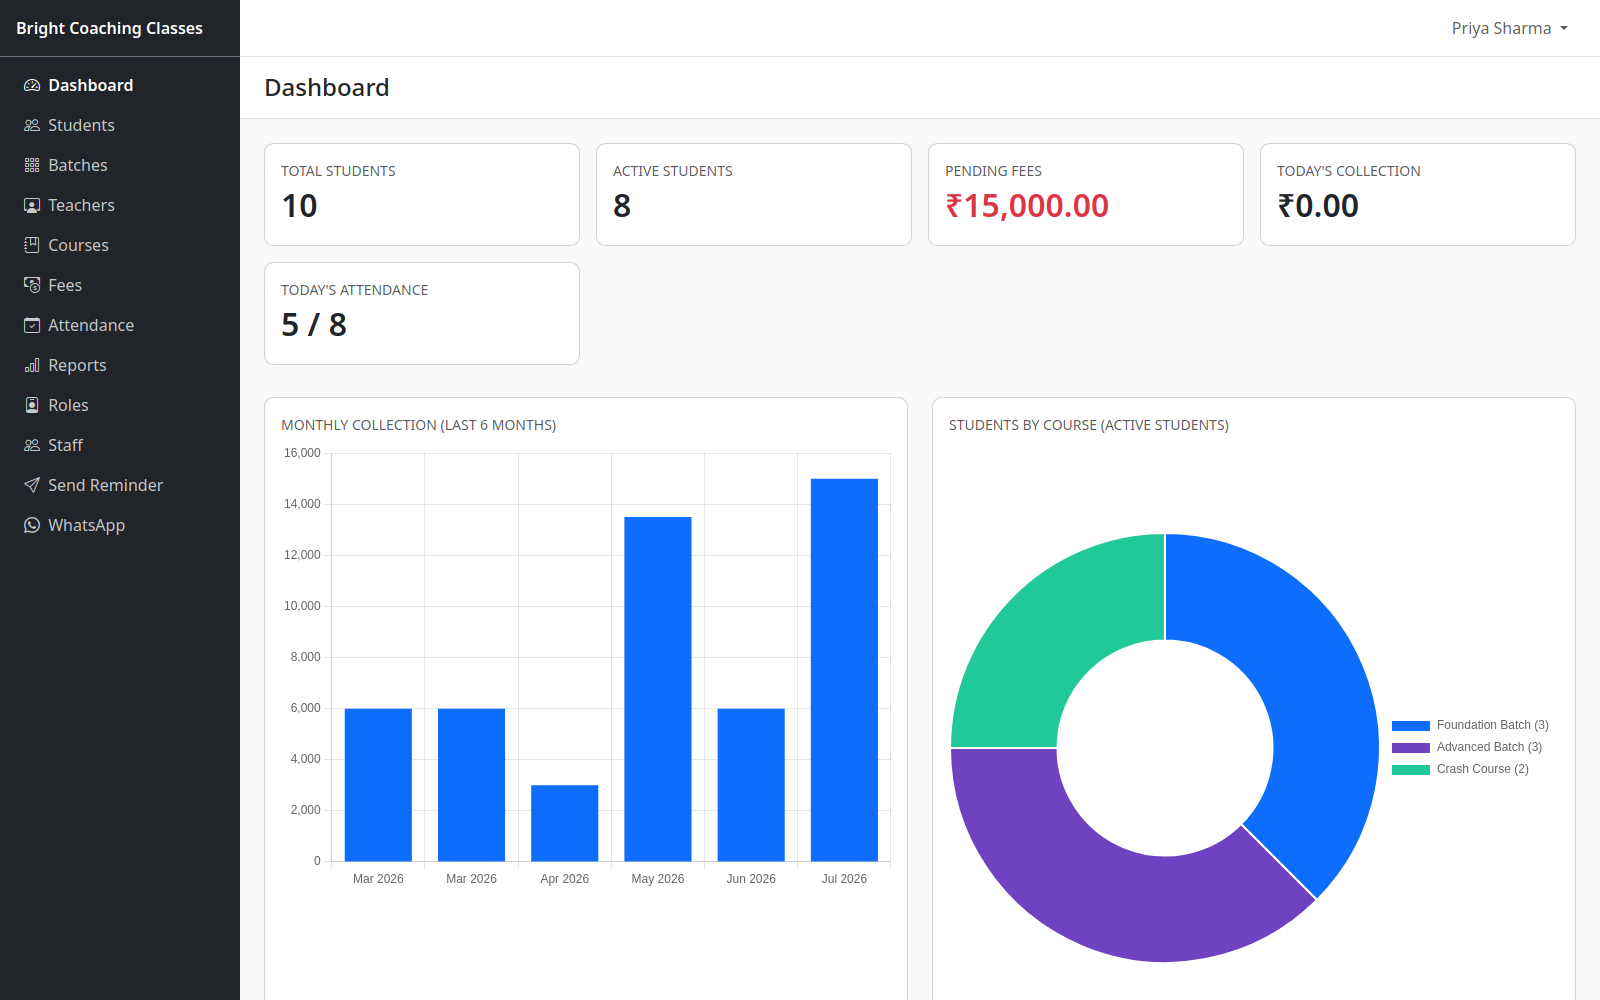 Bright Coaching Classes
Priya Sharma
Dashboard
Students
Batches
Teachers
Courses
Fees
Attendance
Reports
Roles
Staff
Send Reminder
WhatsApp
Dashboard
TOTAL STUDENTS
10
ACTIVE STUDENTS
8
PENDING FEES
₹15,000.00
TODAY'S COLLECTION
₹0.00
TODAY'S ATTENDANCE
5 / 8
MONTHLY COLLECTION (LAST 6 MONTHS)
16,000
14,000
12,000
10,000
8,000
6,000
4,000
2,000
0
Mar 2026
Mar 2026
Apr 2026
May 2026
Jun 2026
Jul 2026
STUDENTS BY COURSE (ACTIVE STUDENTS)
Foundation Batch (3)
Advanced Batch (3)
Crash Course (2)